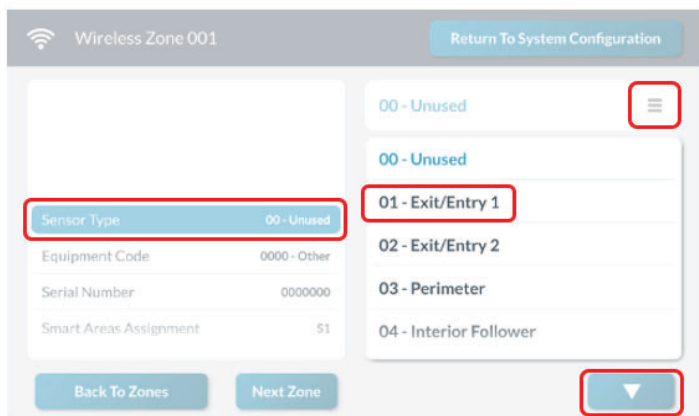 Wireless Zone 001
Return To System Configuration
00 - Unused
00 - Unused
Sensor Type 00 - Unused
01 - Exit/Entry 1
Equipment Code 0000 - Other
02 - Exit/Entry 2
Serial Number 0000000
03 - Perimeter
Smart Areas Assignment S1
04 - Interior Follower
Back To Zones
Next Zone